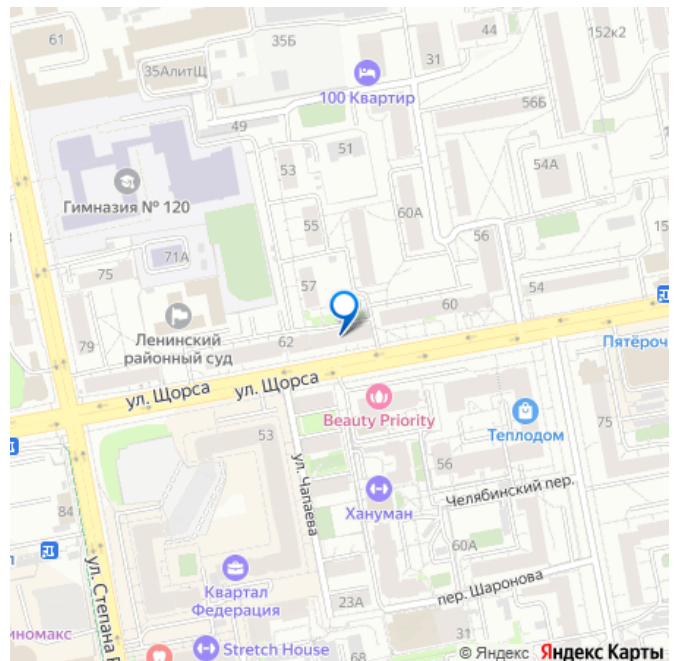 61
35Б
44
152к2
35АлитЩ
31
100 Квартир
56Б
49
51
53
54А
Гимназия № 120
60А
55
56
15
71А
75
57
54
60
Ленинский
районный суд
62
79
Пятёроч
ул. Щорса
ул. Щорса
Beauty Priority
Теплодом
75
53
ул. Чапаева
56
Челябинский пер.
Хануман
84
60А
ул. Степана Р
Квартал
Федерация
23А
пер. Шаронова
иномакс
Stretch House
68
© Яндекс Яндекс Карты